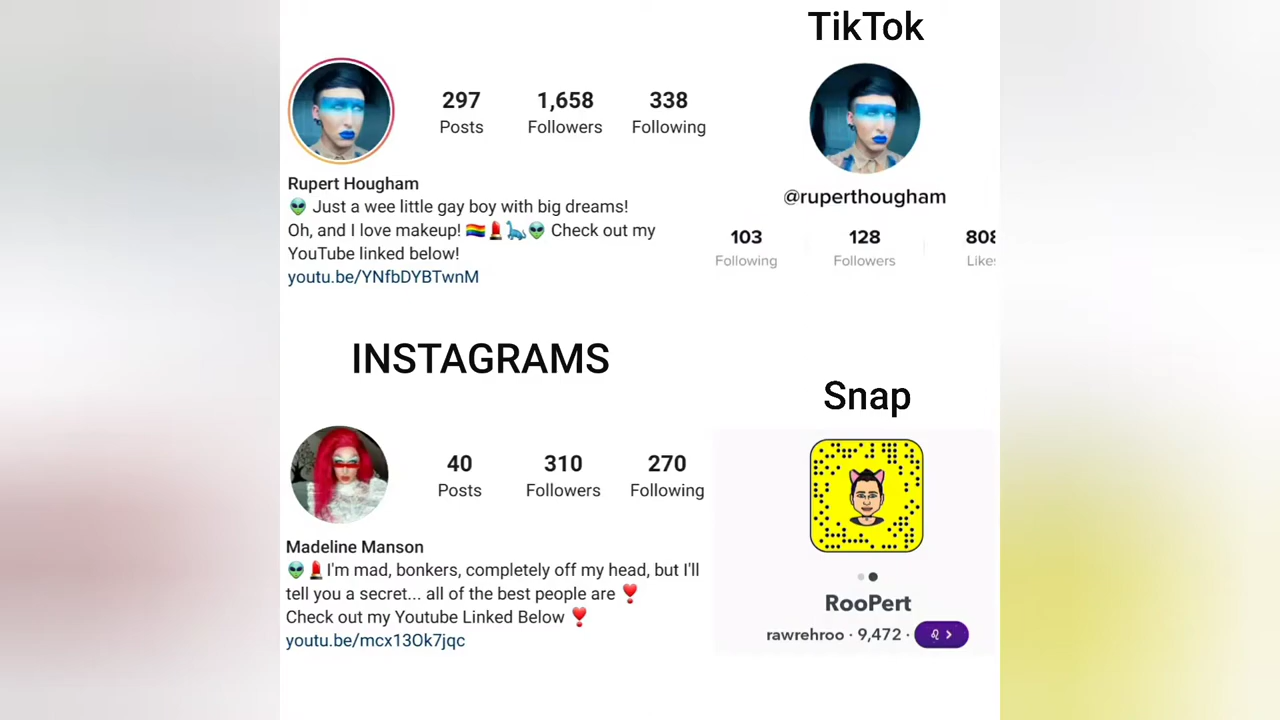 TikTok
297 1,658 338
Posts Followers Following
Rupert Hougham
👽 Just a wee little gay boy with big dreams!
Oh, and I love makeup! 🏳️‍🌈💄🦕👽 Check out my
YouTube linked below!
youtu.be/YNfbDYBTwnM
@ruperthougham
103 128 808
Following Followers Likes
INSTAGRAMS
40 310 270
Posts Followers Following
Madeline Manson
👽💄I'm mad, bonkers, completely off my head, but I'll
tell you a secret... all of the best people are ❣️
Check out my Youtube Linked Below ❣️
youtu.be/mcx13Ok7jqc
Snap
RooPert
rawrehroo · 9,472 · ♌ >